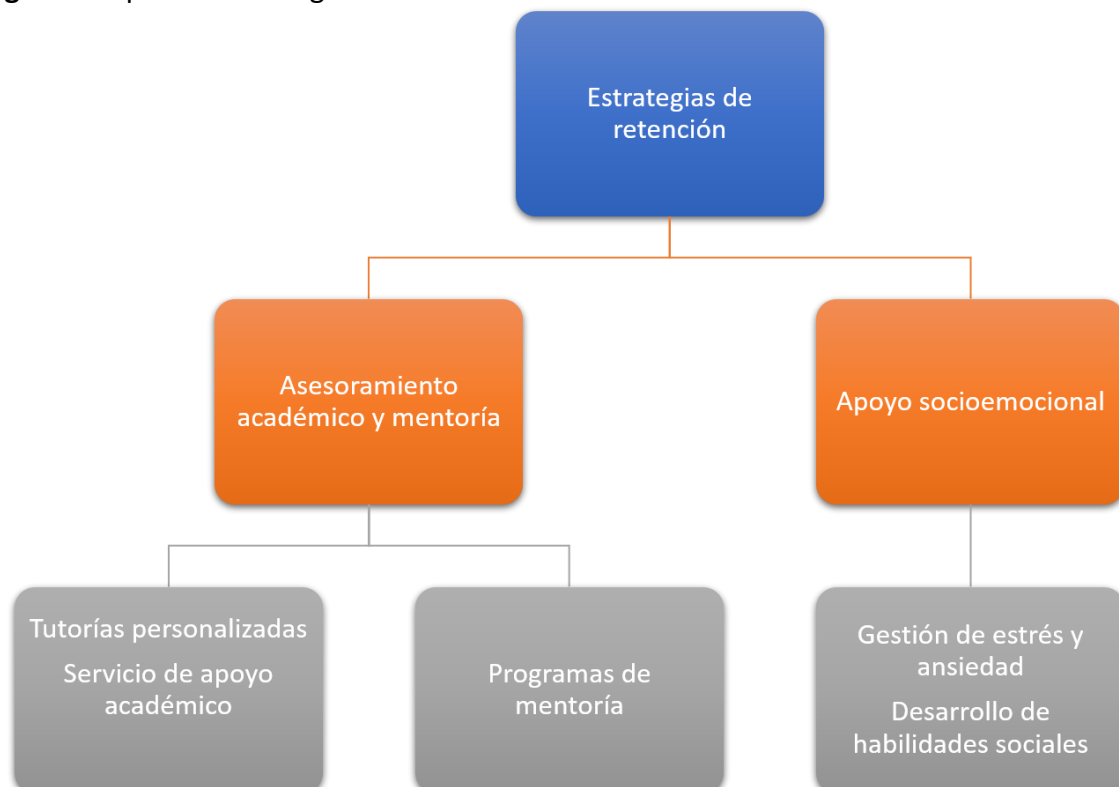 Estrategias de
retención
Asesoramiento
académico y mentoría
Apoyo socioemocional
Tutorías personalizadas
Servicio de apoyo
académico
Programas de
mentoría
Gestión de estrés y
ansiedad
Desarrollo de
habilidades sociales